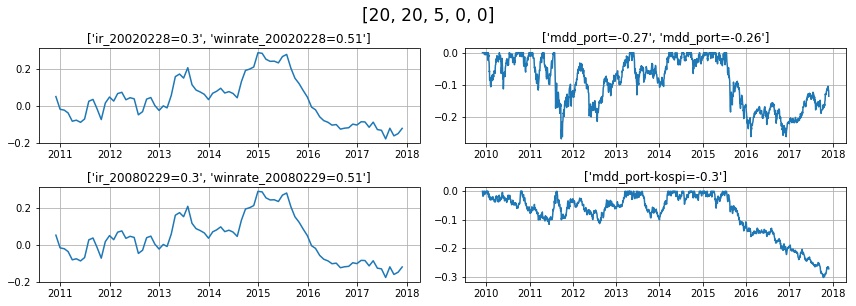 [20, 20, 5, 0, 0]
['ir_20020228=0.3', 'winrate_20020228=0.51']
0.2
0.0
−0.2
2011 2012 2013 2014 2015 2016 2017 2018
['mdd_port=-0.27', 'mdd_port=-0.26']
0.0
−0.1
−0.2
2010 2011 2012 2013 2014 2015 2016 2017 2018
['ir_20080229=0.3', 'winrate_20080229=0.51']
0.2
0.0
−0.2
2011 2012 2013 2014 2015 2016 2017 2018
['mdd_port-kospi=-0.3']
0.0
−0.1
−0.2
−0.3
2010 2011 2012 2013 2014 2015 2016 2017 2018